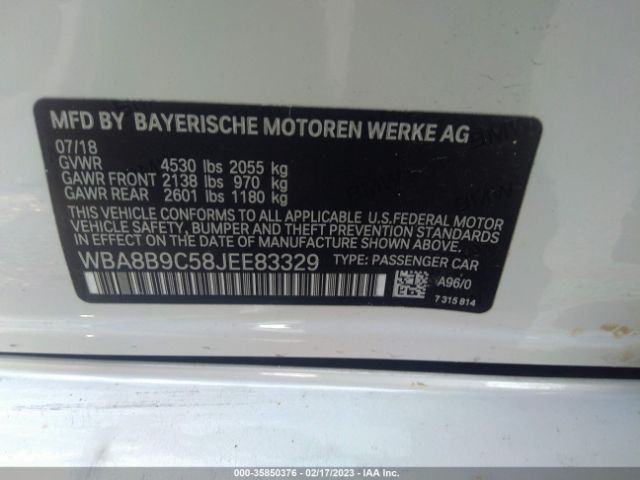 MFD BY BAYERISCHE MOTOREN WERKE AG
07/18
GVWR 4530 lbs 2055 kg
GAWR FRONT 2138 lbs 970 kg
GAWR REAR 2601 lbs 1180 kg
THIS VEHICLE CONFORMS TO ALL APPLICABLE U.S.FEDERAL MOTOR
VEHICLE SAFETY, BUMPER, AND THEFT PREVENTION STANDARDS
IN EFFECT ON THE DATE OF MANUFACTURE SHOWN ABOVE.
WBA8B9C58JEE83329 TYPE: PASSENGER CAR
A96/0
7 315 814
000-35850376 - 02/17/2023 - IAA Inc.